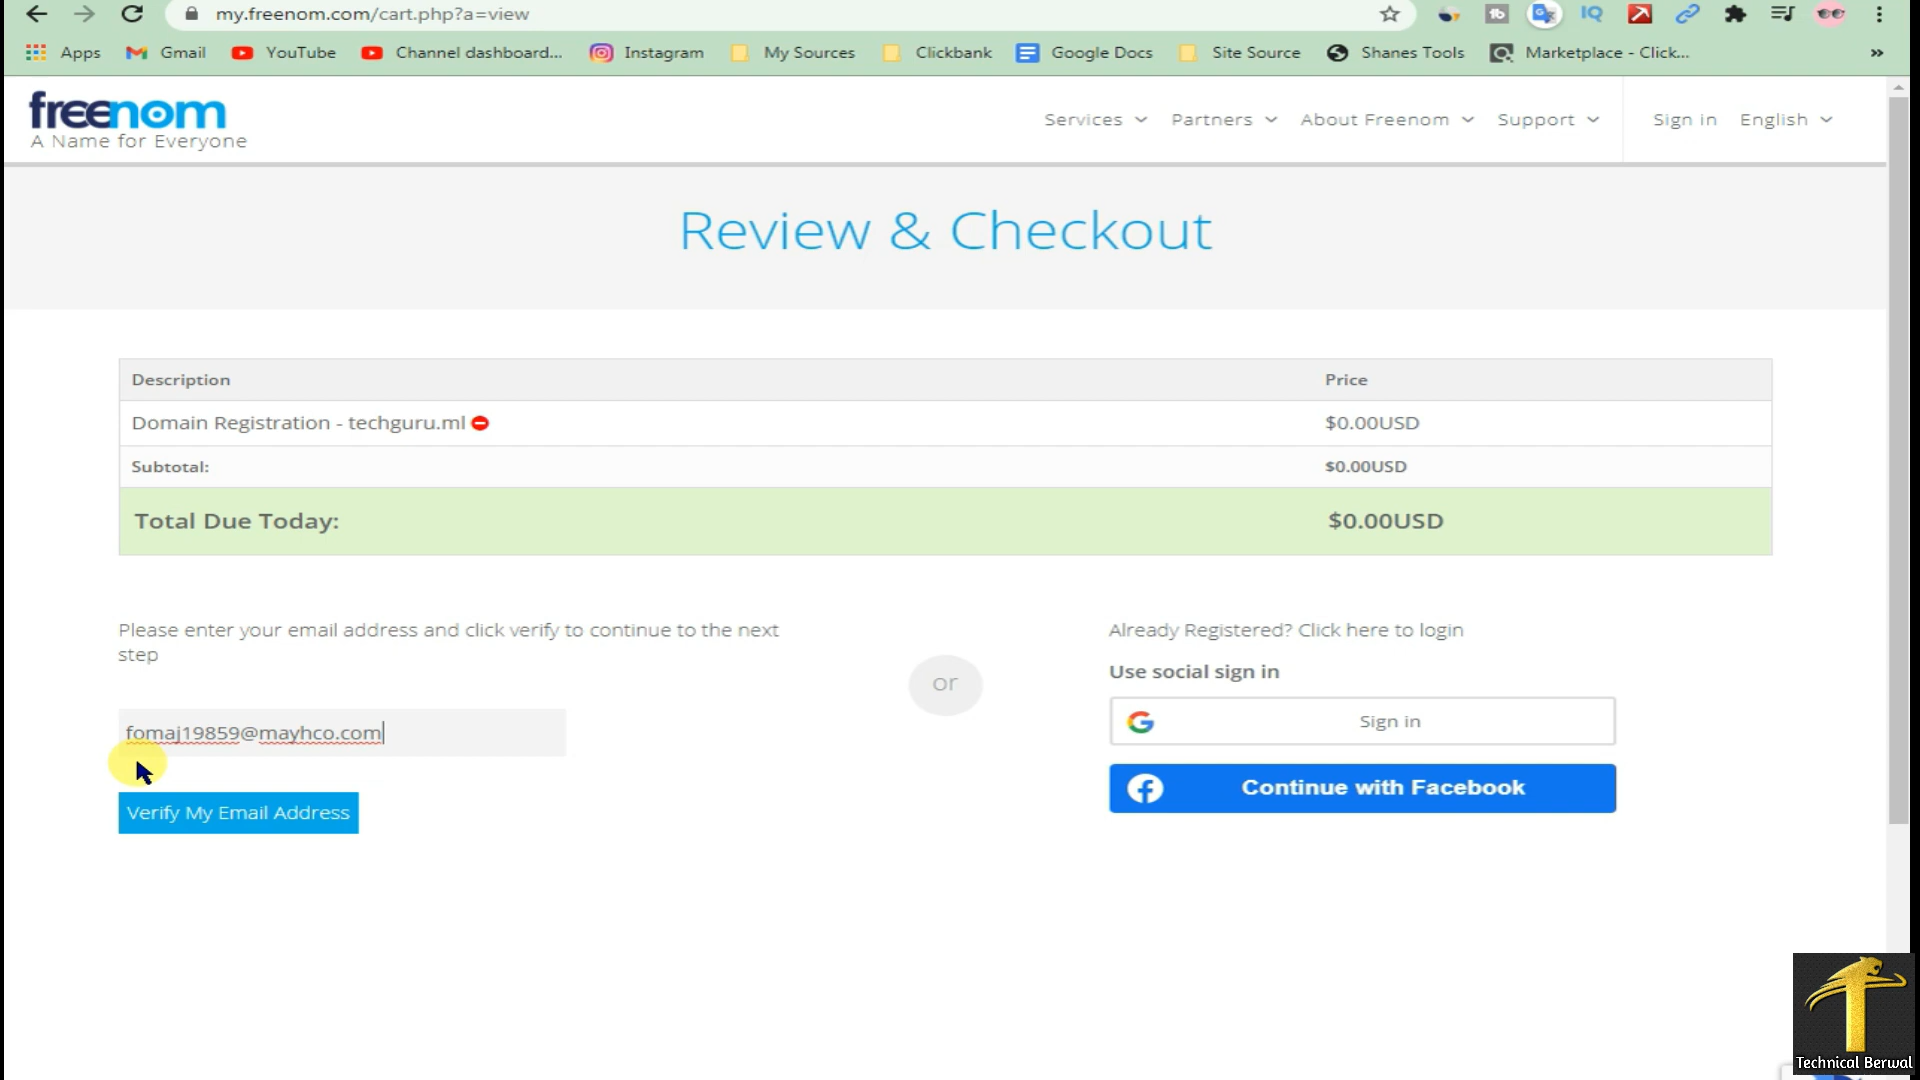 my.freenom.com/cart.php?a=view
Apps Gmail YouTube Channel dashboard... Instagram My Sources Clickbank Google Docs Site Source Shanes Tools Marketplace - Click... »
freenom
A Name for Everyone
Services Partners About Freenom Support Sign in English
Review & Checkout
Description Price
Domain Registration - techguru.ml $0.00USD
Subtotal: $0.00USD
Total Due Today: $0.00USD
Please enter your email address and click verify to continue to the next
step
fomaj19859@mayhco.com
Verify My Email Address
or
Already Registered? Click here to login
Use social sign in
Sign in
Continue with Facebook
Technical Berwal